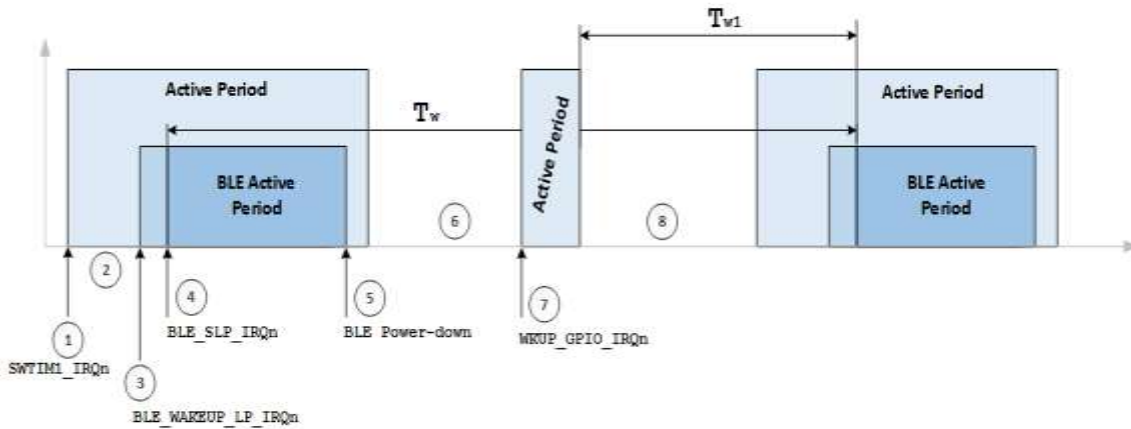 Tw1
Active Period
Active Period
Active Period
Tw
BLE Active
Period
BLE Active
Period
6
8
2
4
5
7
BLE_SLP_IRQn
BLE Power-down
WKUP_GPIO_IRQn
1
SWTIM1_IRQn
3
BLE_WAKEUP_LP_IRQn